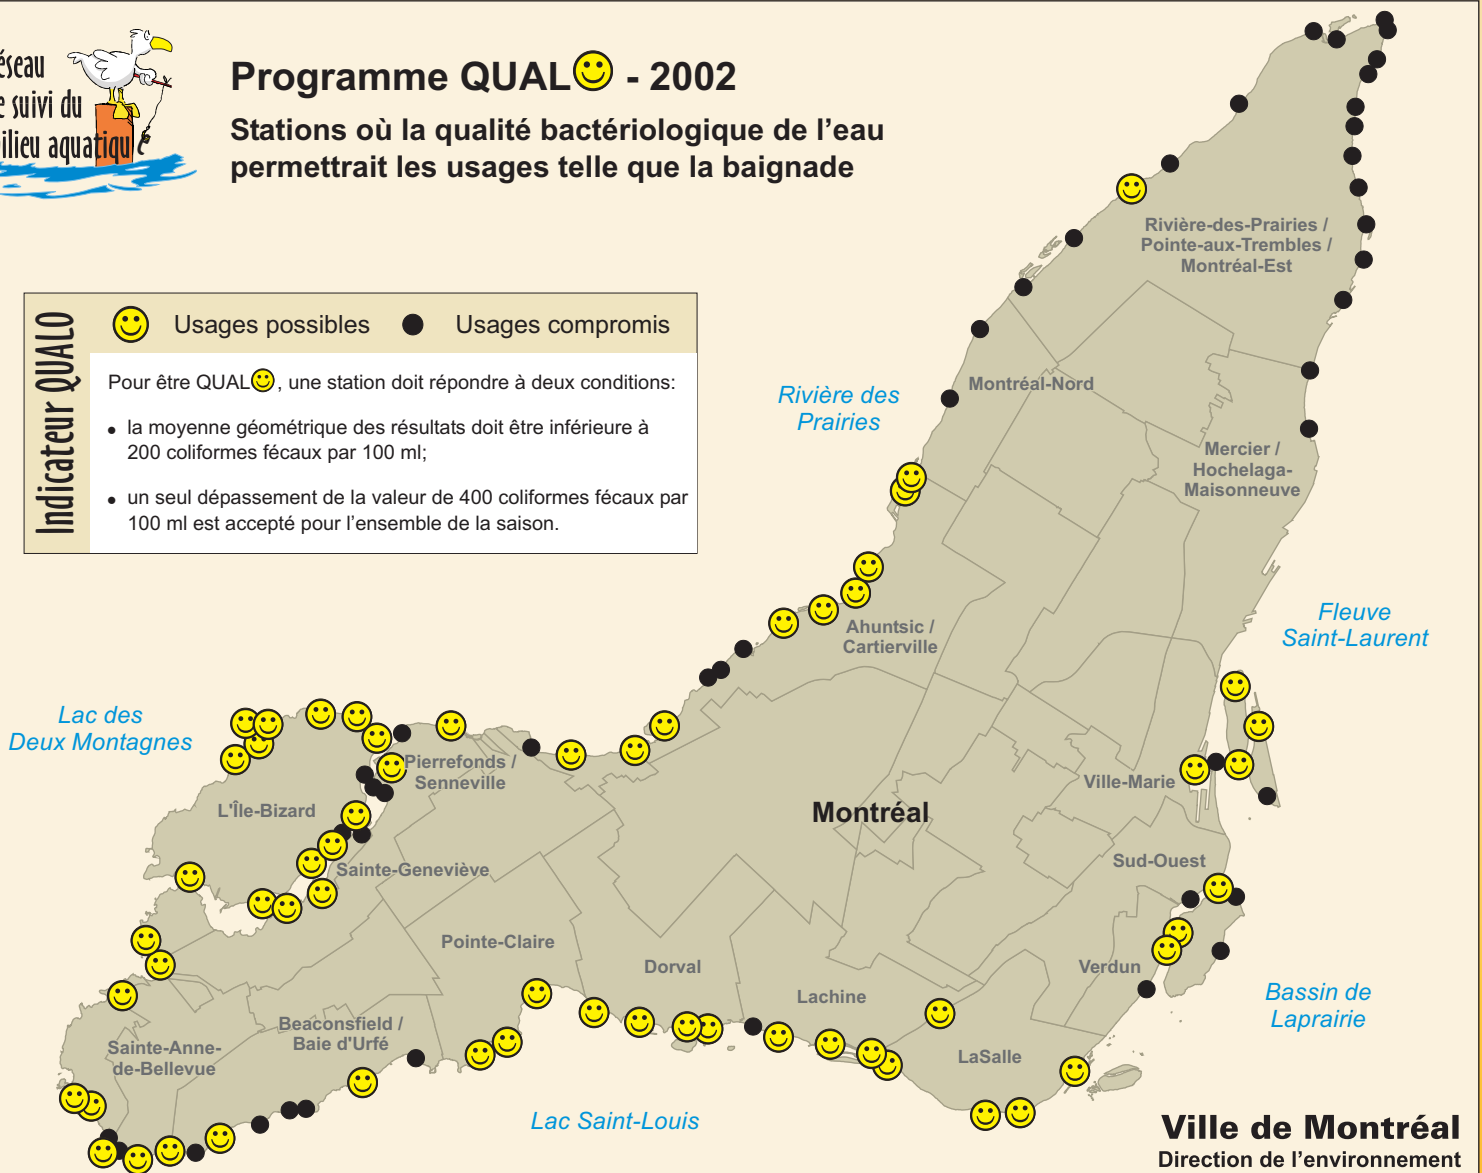 éseau
e suivi du
ilieu aquatiqu
Programme QUAL - 2002
Stations où la qualité bactériologique de l'eau
permettrait les usages telle que la baignade
Indicateur QUALO
Usages possibles
Usages compromis
Pour être QUAL , une station doit répondre à deux conditions:
• la moyenne géométrique des résultats doit être inférieure à
200 coliformes fécaux par 100 ml;
• un seul dépassement de la valeur de 400 coliformes fécaux par
100 ml est accepté pour l'ensemble de la saison.
Rivière-des-Prairies /
Pointe-aux-Trembles /
Montréal-Est
Rivière des
Prairies
Montréal-Nord
Mercier /
Hochelaga-
Maisonneuve
Fleuve
Saint-Laurent
Ahuntsic /
Cartierville
Lac des
Deux Montagnes
Pierrefonds /
Senneville
L'Île-Bizard
Ville-Marie
Montréal
Sainte-Geneviève
Sud-Ouest
Pointe-Claire
Dorval
Verdun
Lachine
Bassin de
Laprairie
Beaconsfield /
Baie d'Urfé
Sainte-Anne-
de-Bellevue
LaSalle
Lac Saint-Louis
Ville de Montréal
Direction de l'environnement